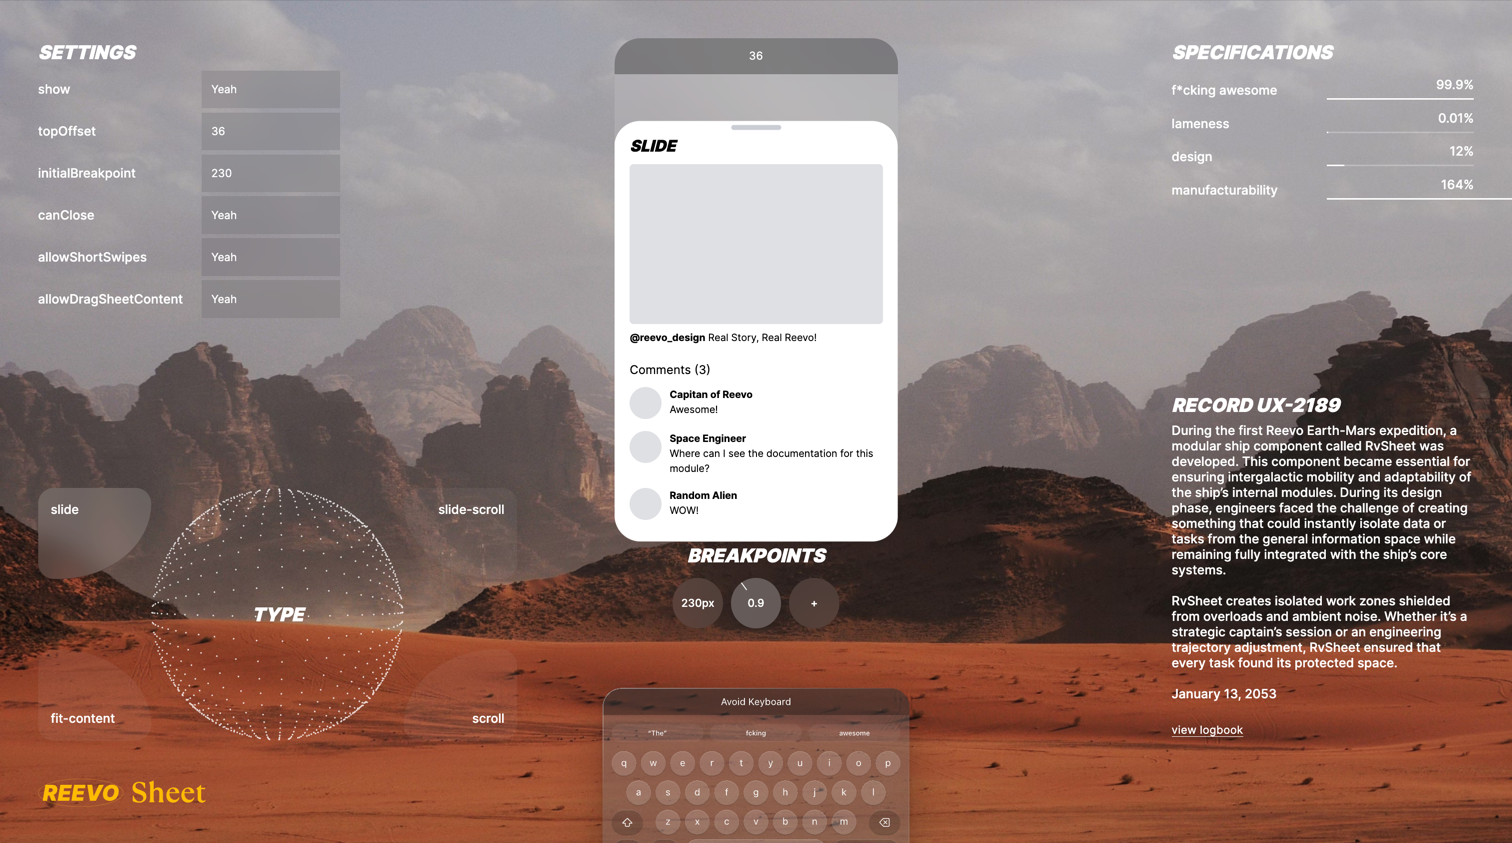 SETTINGS
show
Yeah
topOffset
36
initialBreakpoint
230
canClose
Yeah
allowShortSwipes
Yeah
allowDragSheetContent
Yeah
slide
slide-scroll
TYPE
fit-content
scroll
REEVO Sheet
36
SLIDE
@reevo_design Real Story, Real Reevo!
Comments (3)
Capitan of Reevo
Awesome!
Space Engineer
Where can I see the documentation for this
module?
Random Alien
WOW!
BREAKPOINTS
230px
0.9
+
Avoid Keyboard
"The"
fcking
awesome
q w e r t y u i o p
a s d f g h j k l
z x c v b n m
SPECIFICATIONS
f*cking awesome
99.9%
lameness
0.01%
design
12%
manufacturability
164%
RECORD UX-2189
During the first Reevo Earth-Mars expedition, a
modular ship component called RvSheet was
developed. This component became essential for
ensuring intergalactic mobility and adaptability of
the ship's internal modules. During its design
phase, engineers faced the challenge of creating
something that could instantly isolate data or
tasks from the general information space while
remaining fully integrated with the ship's core
systems.
RvSheet creates isolated work zones shielded
from overloads and ambient noise. Whether it's a
strategic captain's session or an engineering
trajectory adjustment, RvSheet ensured that
every task found its protected space.
January 13, 2053
view logbook